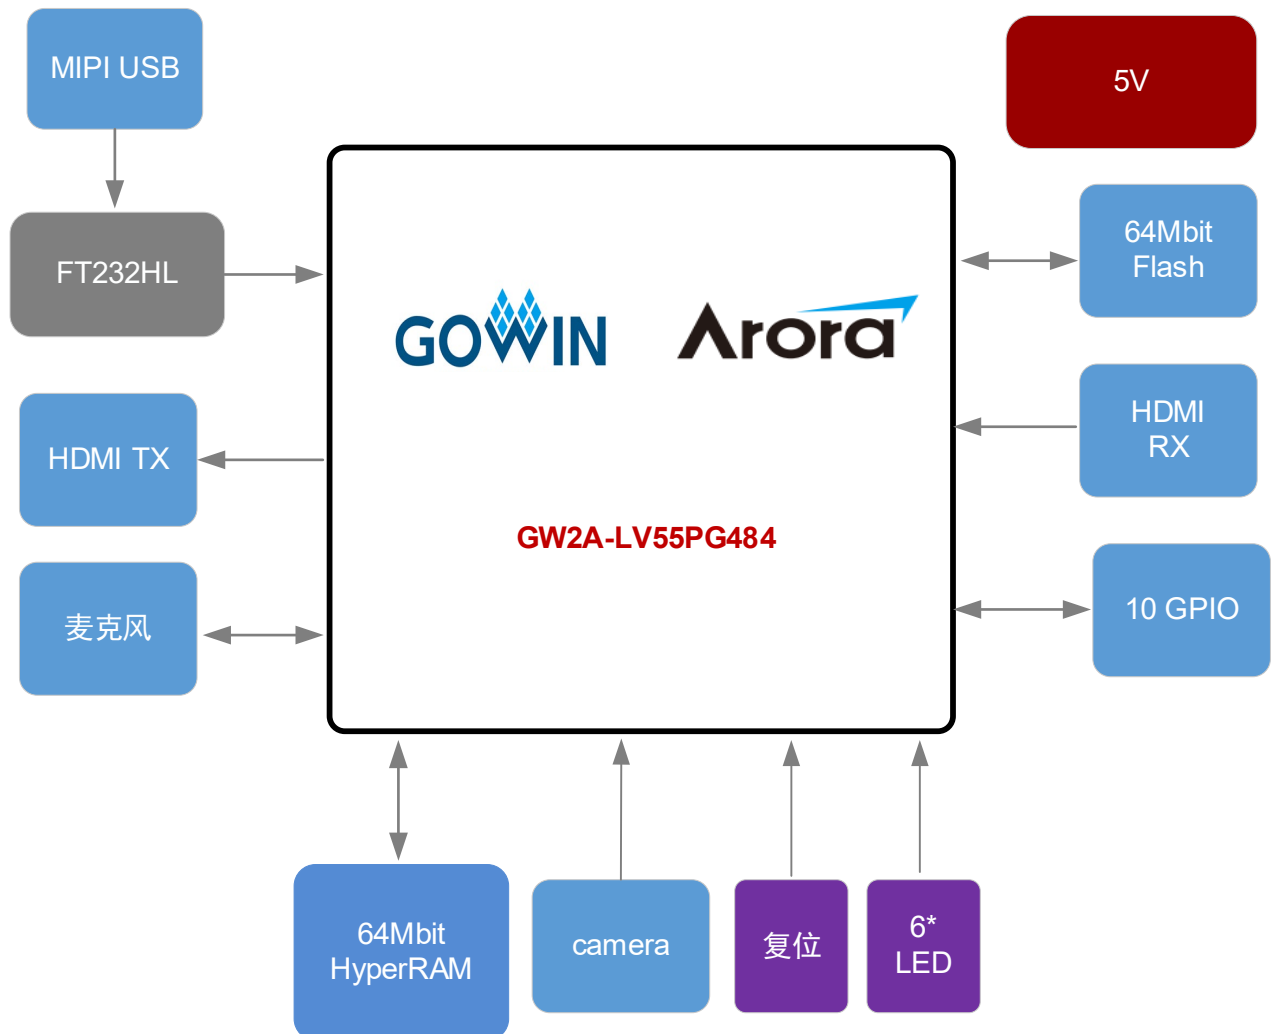 MIPI USB
5V
FT232HL
64Mbit
Flash
GOWIN
Arora
HDMI TX
HDMI
RX
GW2A-LV55PG484
麦克风
10 GPIO
64Mbit
HyperRAM
camera
复位
6*
LED